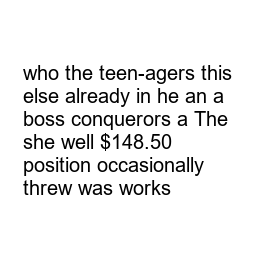 who the teen-agers this
else already in he an a
boss conquerors a The
she well $148.50
position occasionally
threw was works